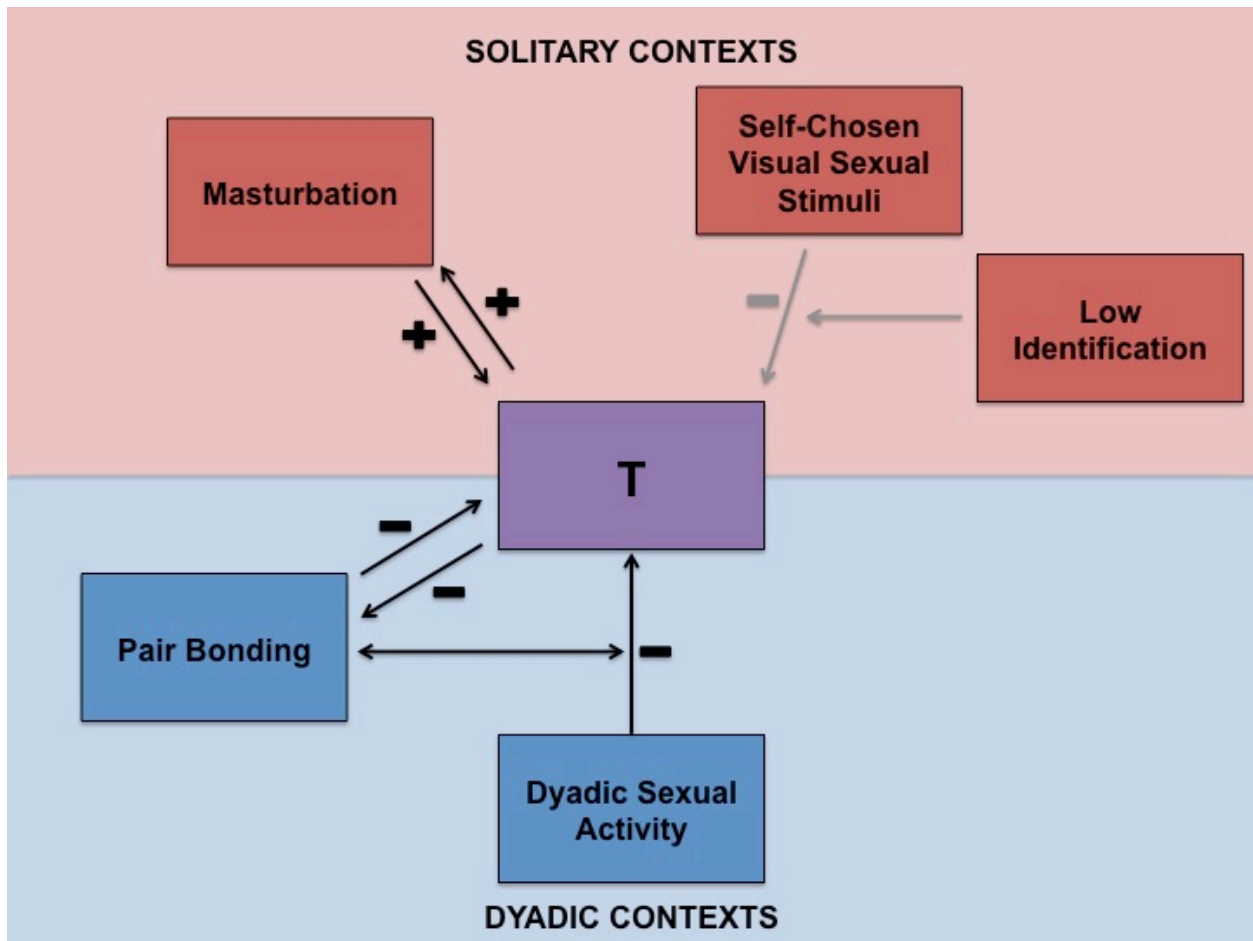 SOLITARY CONTEXTS
Self-Chosen
Visual Sexual
Stimuli
Masturbation
Low
Identification
+
+
-
T
-
-
Pair Bonding
-
Dyadic Sexual
Activity
DYADIC CONTEXTS